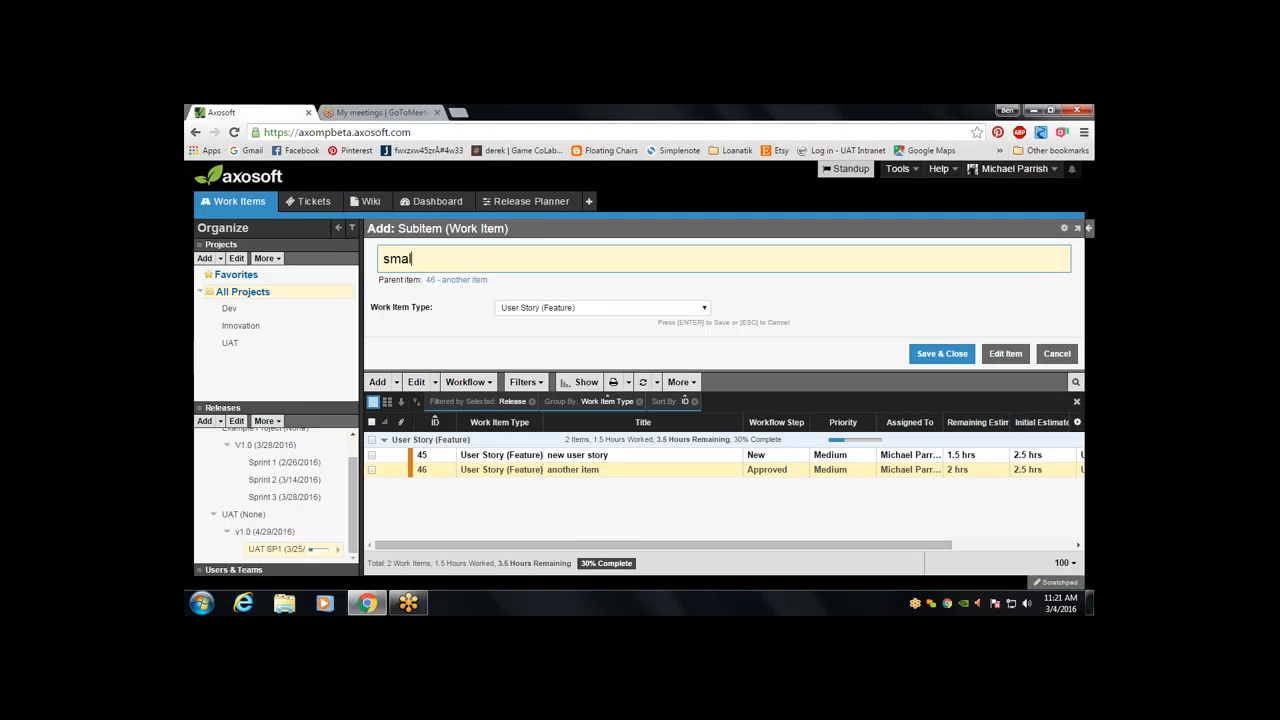 Axosoft
My meetings | GoToMeeti
Ben
https://axompbeta.axosoft.com
Apps
Gmail
Facebook
Pinterest
fwxzxw45zrÅ#4w33
derek | Game CoLab...
Floating Chairs
Simplenote
Loanatik
Etsy
Log in - UAT Intranet
Google Maps
»
Other bookmarks
axosoft
Standup
Tools
Help
Michael Parrish
Work Items
Tickets
Wiki
Dashboard
Release Planner
+
Organize
Projects
Add
Edit
More
Favorites
All Projects
Dev
Innovation
UAT
Releases
Add
Edit
More
V1.0 (3/28/2016)
Sprint 1 (2/26/2016)
Sprint 2 (3/14/2016)
Sprint 3 (3/28/2016)
UAT (None)
v1.0 (4/29/2016)
UAT SP1 (3/25/
Users & Teams
Add: Subitem (Work Item)
smal
Parent item: 46 - another item
Work Item Type: User Story (Feature)
Press [ENTER] to Save or [ESC] to Cancel.
Save & Close
Edit Item
Cancel
Add
Edit
Workflow
Filters
Show
More
Filtered by Selected: Release
Group By: Work Item Type
Sort By: ID
ID Work Item Type Title Workflow Step Priority Assigned To Remaining Estim Initial Estimate
User Story (Feature) 2 Items, 1.5 Hours Worked, 3.5 Hours Remaining, 30% Complete
45 User Story (Feature) new user story New Medium Michael Parr... 1.5 hrs 2.5 hrs
46 User Story (Feature) another item Approved Medium Michael Parr... 2 hrs 2.5 hrs
Total: 2 Work Items, 1.5 Hours Worked, 3.5 Hours Remaining 30% Complete
100
Scratchpad
11:21 AM
3/4/2016